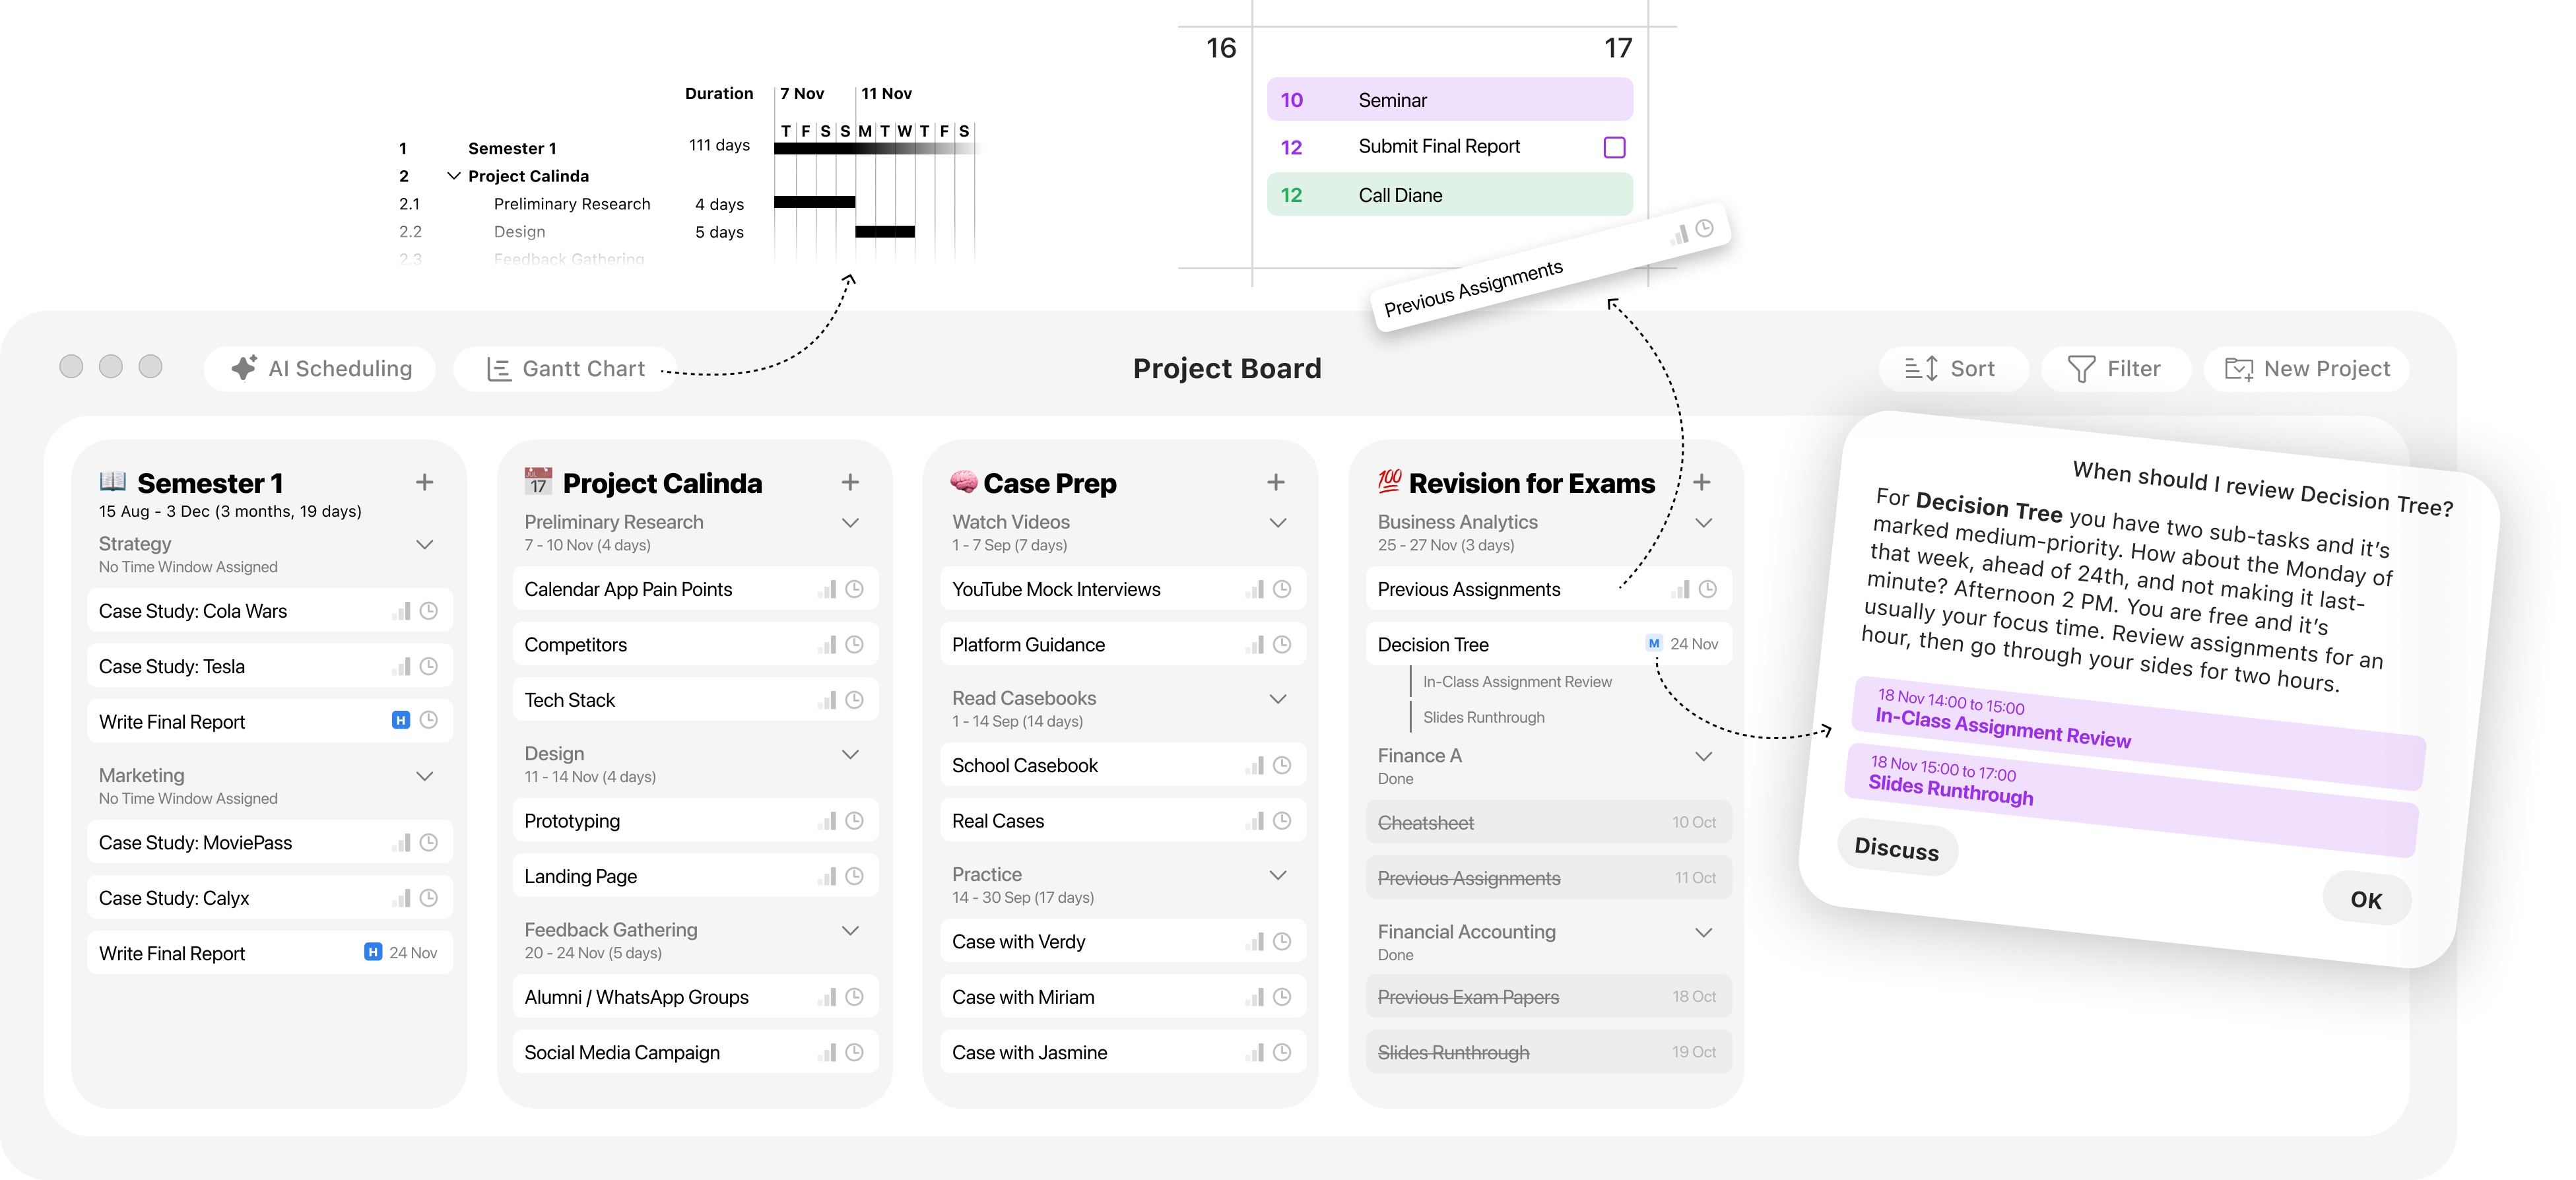 16
17
10 Seminar
12 Submit Final Report
12 Call Diane
Previous Assignments
Duration 7 Nov 11 Nov
T F S S M T W T F S
1 Semester 1 111 days
2 Project Calinda
2.1 Preliminary Research 4 days
2.2 Design 5 days
2.3 Feedback Gathering
AI Scheduling
Gantt Chart
Project Board
Sort
Filter
New Project
Semester 1
15 Aug - 3 Dec (3 months, 19 days)
Strategy
No Time Window Assigned
Case Study: Cola Wars
Case Study: Tesla
Write Final Report H
Marketing
No Time Window Assigned
Case Study: MoviePass
Case Study: Calyx
Write Final Report H 24 Nov
17 Project Calinda
Preliminary Research
7 - 10 Nov (4 days)
Calendar App Pain Points
Competitors
Tech Stack
Design
11 - 14 Nov (4 days)
Prototyping
Landing Page
Feedback Gathering
20 - 24 Nov (5 days)
Alumni / WhatsApp Groups
Social Media Campaign
Case Prep
Watch Videos
1 - 7 Sep (7 days)
YouTube Mock Interviews
Platform Guidance
Read Casebooks
1 - 14 Sep (14 days)
School Casebook
Real Cases
Practice
14 - 30 Sep (17 days)
Case with Verdy
Case with Miriam
Case with Jasmine
100 Revision for Exams
Business Analytics
25 - 27 Nov (3 days)
Previous Assignments
Decision Tree M 24 Nov
In-Class Assignment Review
Slides Runthrough
Finance A
Done
Cheatsheet 10 Oct
Previous Assignments 11 Oct
Financial Accounting
Done
Previous Exam Papers 18 Oct
Slides Runthrough 19 Oct
When should I review Decision Tree?
For Decision Tree you have two sub-tasks and it's
marked medium-priority. How about the Monday of
that week, ahead of 24th, and not making it last-
minute? Afternoon 2 PM. You are free and it's
usually your focus time. Review assignments for an
hour, then go through your sides for two hours.
18 Nov 14:00 to 15:00
In-Class Assignment Review
18 Nov 15:00 to 17:00
Slides Runthrough
Discuss
OK